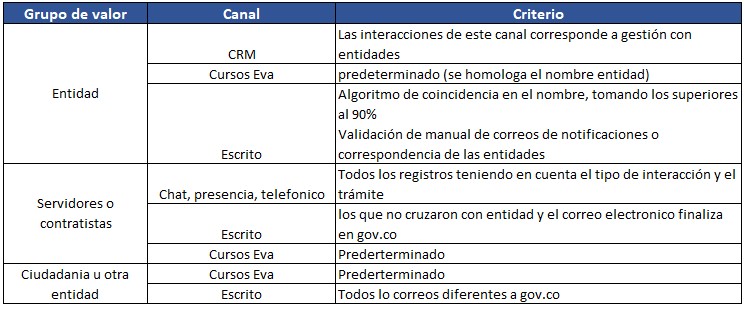 Grupo de valor Canal Criterio
Entidad
CRM
Las interacciones de este canal corresponde a gestión con
entidades
Cursos Eva
predeterminado (se homologa el nombre entidad)
Escrito
Algoritmo de coincidencia en el nombre, tomando los superiores
al 90%
Validación de manual de correos de notificaciones o
correspondencia de las entidades
Servidores o
contratistas
Chat, presencia, telefonico
Todos los registros teniendo en cuenta el tipo de interacción y el
trámite
Escrito
los que no cruzaron con entidad y el correo electronico finaliza
en gov.co
Cursos Eva
Prederterminado
Ciudadania u otra
entidad
Cursos Eva
Prederterminado
Escrito
Todos lo correos diferentes a gov.co